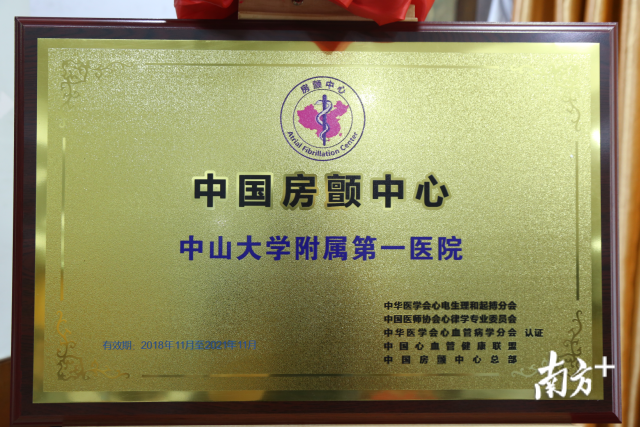 房颤中心
Atrial Fibrillation Center
中国房颤中心
中山大学附属第一医院
中华医学会心电生理和起搏分会
中国医师协会心律学专业委员会
中华医学会心血管病学分会 认证
中国心血管健康联盟
中国房颤中心总部
有效期: 2018年11月至2021年11月
南方+